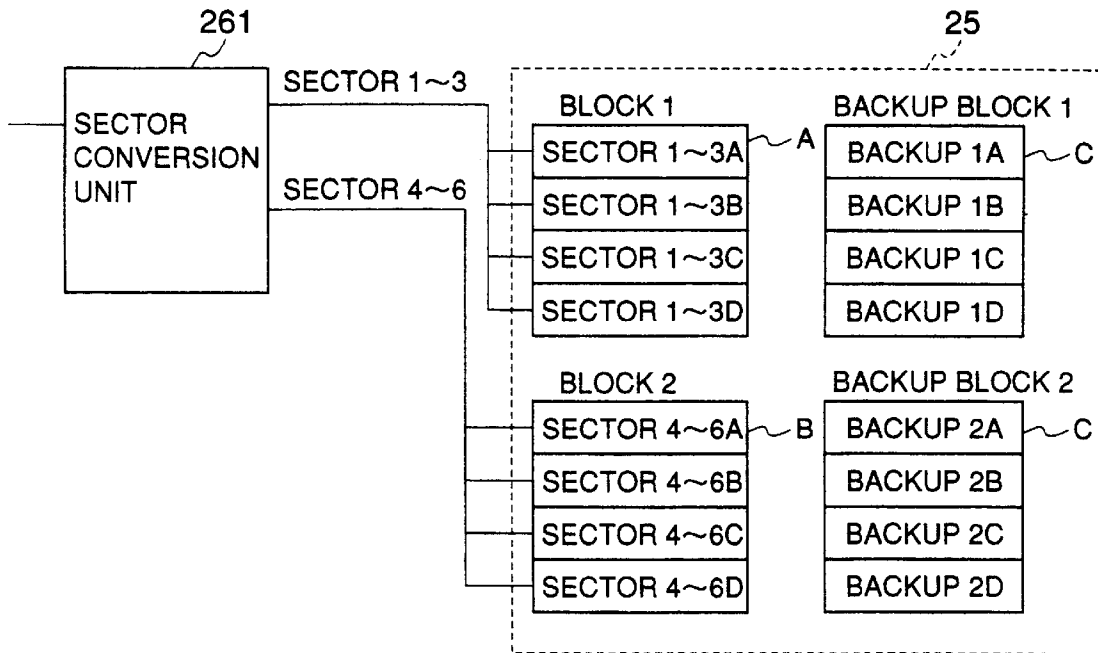 261
25
SECTOR
CONVERSION
UNIT
SECTOR 1~3
SECTOR 4~6
BLOCK 1
SECTOR 1~3A
SECTOR 1~3B
SECTOR 1~3C
SECTOR 1~3D
A
BACKUP BLOCK 1
BACKUP 1A
BACKUP 1B
BACKUP 1C
BACKUP 1D
C
BLOCK 2
SECTOR 4~6A
SECTOR 4~6B
SECTOR 4~6C
SECTOR 4~6D
B
BACKUP BLOCK 2
BACKUP 2A
BACKUP 2B
BACKUP 2C
BACKUP 2D
C